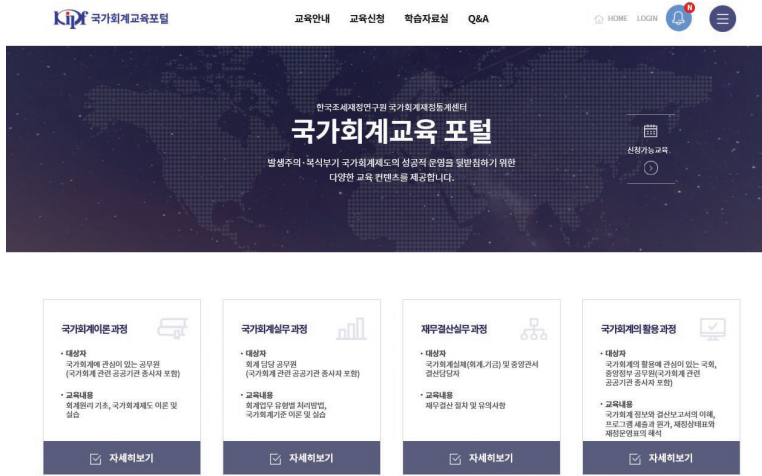 Kipf 국가회계교육포털
교육안내 교육신청 학습자료실 Q&A
HOME LOGIN N
한국조세재정연구원 국가회계재정통계센터
국가회계교육 포털
발생주의·복식부기 국가회계제도의 성공적 운영을 뒷받침하기 위한
다양한 교육 컨텐츠를 제공합니다.
신청가능교육
국가회계이론 과정
· 대상자
국가회계에 관심이 있는 공무원
(국가회계 관련 공공기관 종사자 포함)
· 교육내용
회계원리 기초, 국가회계제도 이론 및
실습
자세히보기
국가회계실무 과정
· 대상자
회계 담당 공무원
(국가회계 관련 공공기관 종사자 포함)
· 교육내용
회계업무 유형별 처리방법,
국가회계기준 이론 및 실습
자세히보기
재무결산실무 과정
· 대상자
국가회계실체(회계.기금) 및 중앙관서
결산담당자
· 교육내용
재무결산 절차 및 유의사항
자세히보기
국가회계의 활용 과정
· 대상자
국가회계의 활용에 관심이 있는 국회,
중앙정부 공무원(국가회계 관련
공공기관 종사자 포함)
· 교육내용
국가회계 정보와 결산보고서의 이해,
프로그램 세출과 원가, 재정상태표와
재정운영표의 해석
자세히보기